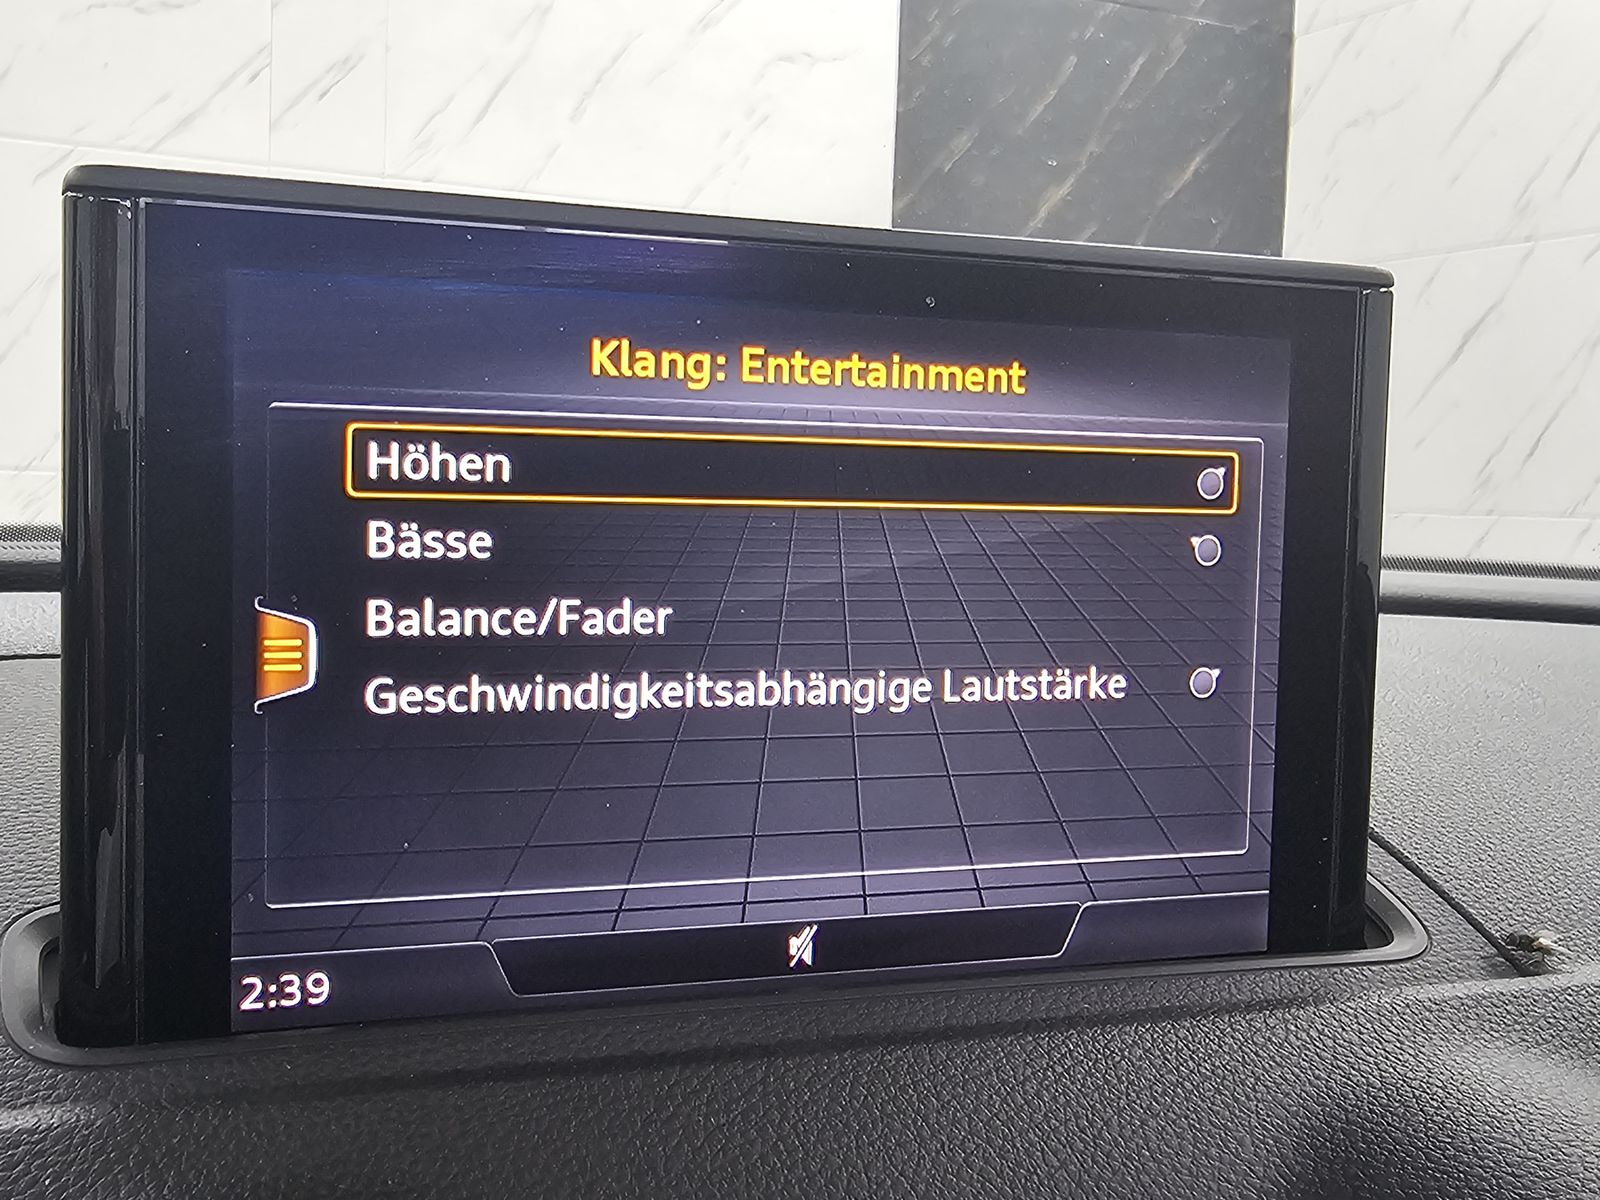 Klang: Entertainment
Höhen
Bässe
Balance/Fader
Geschwindigkeitsabhängige Lautstärke
2:39